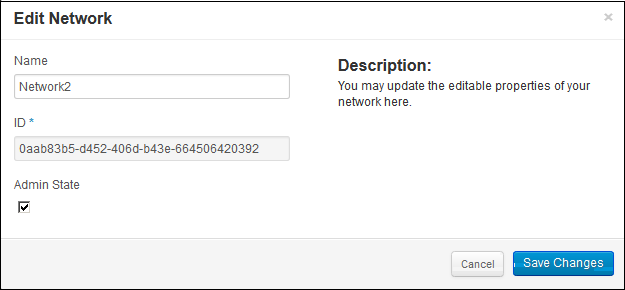 Edit Network
×
Name
Network2
ID *
0aab83b5-d452-406d-b43e-664506420392
Admin State
Description:
You may update the editable properties of your
network here.
Cancel
Save Changes